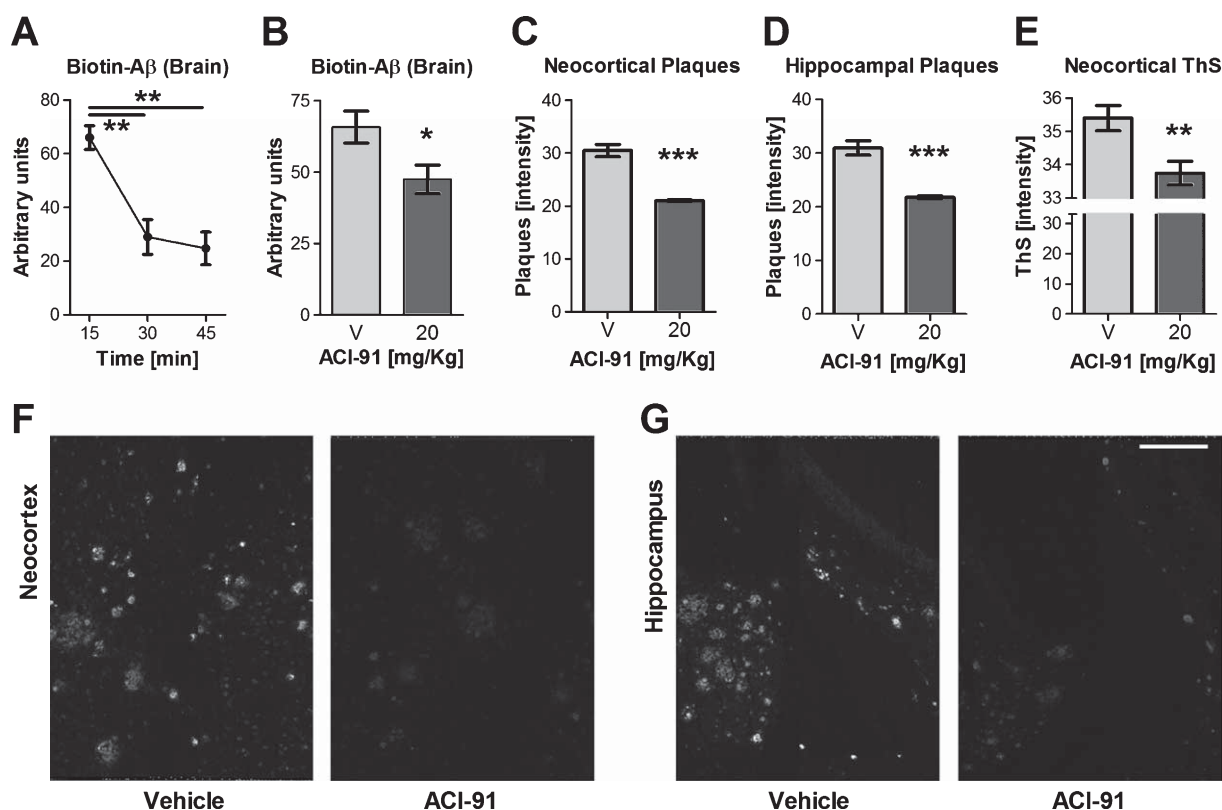 A
Biotin-Aβ (Brain)
Arbitrary units
80
60
40
20
0
**
**
15 30 45
Time [min]
B
Biotin-Aβ (Brain)
Arbitrary units
75
50
25
0
*
V 20
ACI-91 [mg/Kg]
C
Neocortical Plaques
Plaques [intensity]
40
30
20
10
0
***
V 20
ACI-91 [mg/Kg]
D
Hippocampal Plaques
Plaques [intensity]
40
30
20
10
0
***
V 20
ACI-91 [mg/Kg]
E
Neocortical ThS
ThS [intensity]
36
35
34
33
30
20
10
0
**
V 20
ACI-91 [mg/Kg]
F
Neocortex
Vehicle ACI-91
G
Hippocampus
Vehicle ACI-91